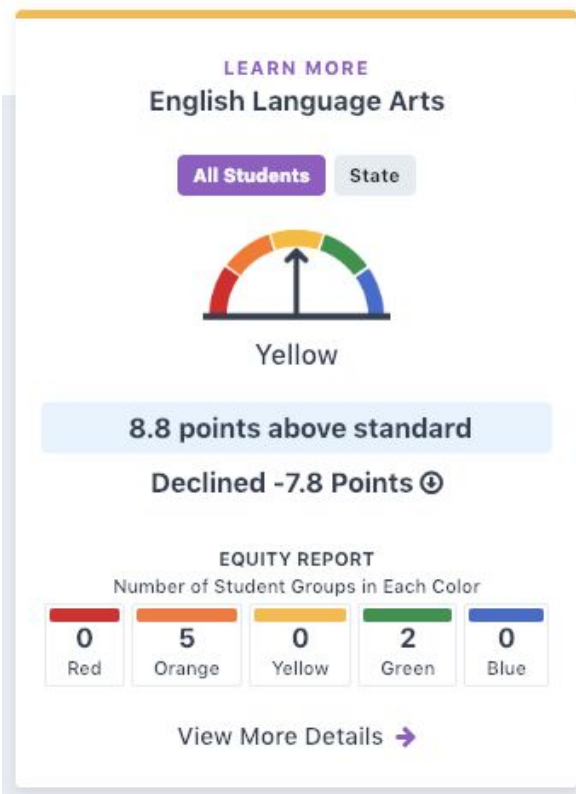 LEARN MORE
English Language Arts
All Students State
Yellow
8.8 points above standard
Declined -7.8 Points
EQUITY REPORT
Number of Student Groups in Each Color
0 5 0 2 0
Red Orange Yellow Green Blue
View More Details